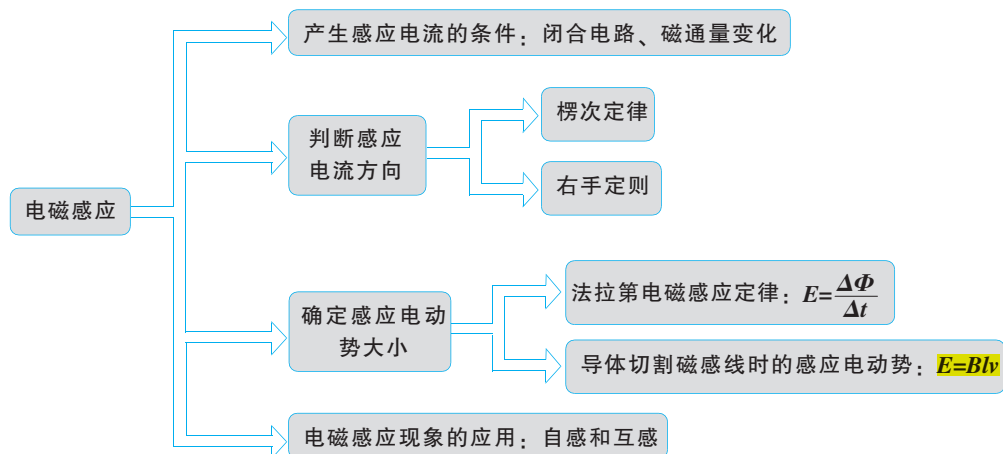 产生感应电流的条件：闭合电路、磁通量变化
判断感应
电流方向
楞次定律
右手定则
电磁感应
确定感应电动
势大小
法拉第电磁感应定律：E=ΔΦ/Δt
导体切割磁感线时的感应电动势：E=Blv
电磁感应现象的应用：自感和互感